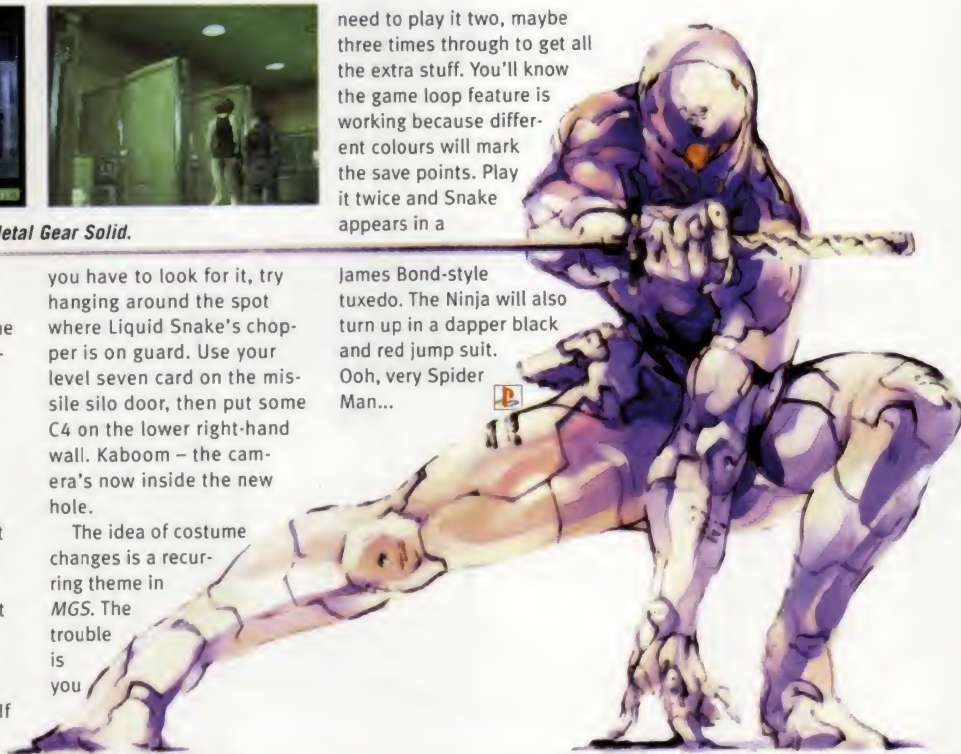 Gear Solid.
you have to look for it, try
hanging around the spot
where Liquid Snake's chop-
per is on guard. Use your
level seven card on the mis-
sile silo door, then put some
C4 on the lower right-hand
wall. Kaboom – the cam-
era's now inside the new
hole.
The idea of costume
changes is a recur-
ring theme in
MGS. The
trouble
is
you
need to play it two, maybe
three times through to get all
the extra stuff. You'll know
the game loop feature is
working because differ-
ent colours will mark
the save points. Play
it twice and Snake
appears in a
James Bond-style
tuxedo. The Ninja will also
turn up in a dapper black
and red jump suit.
Ooh, very Spider
Man...